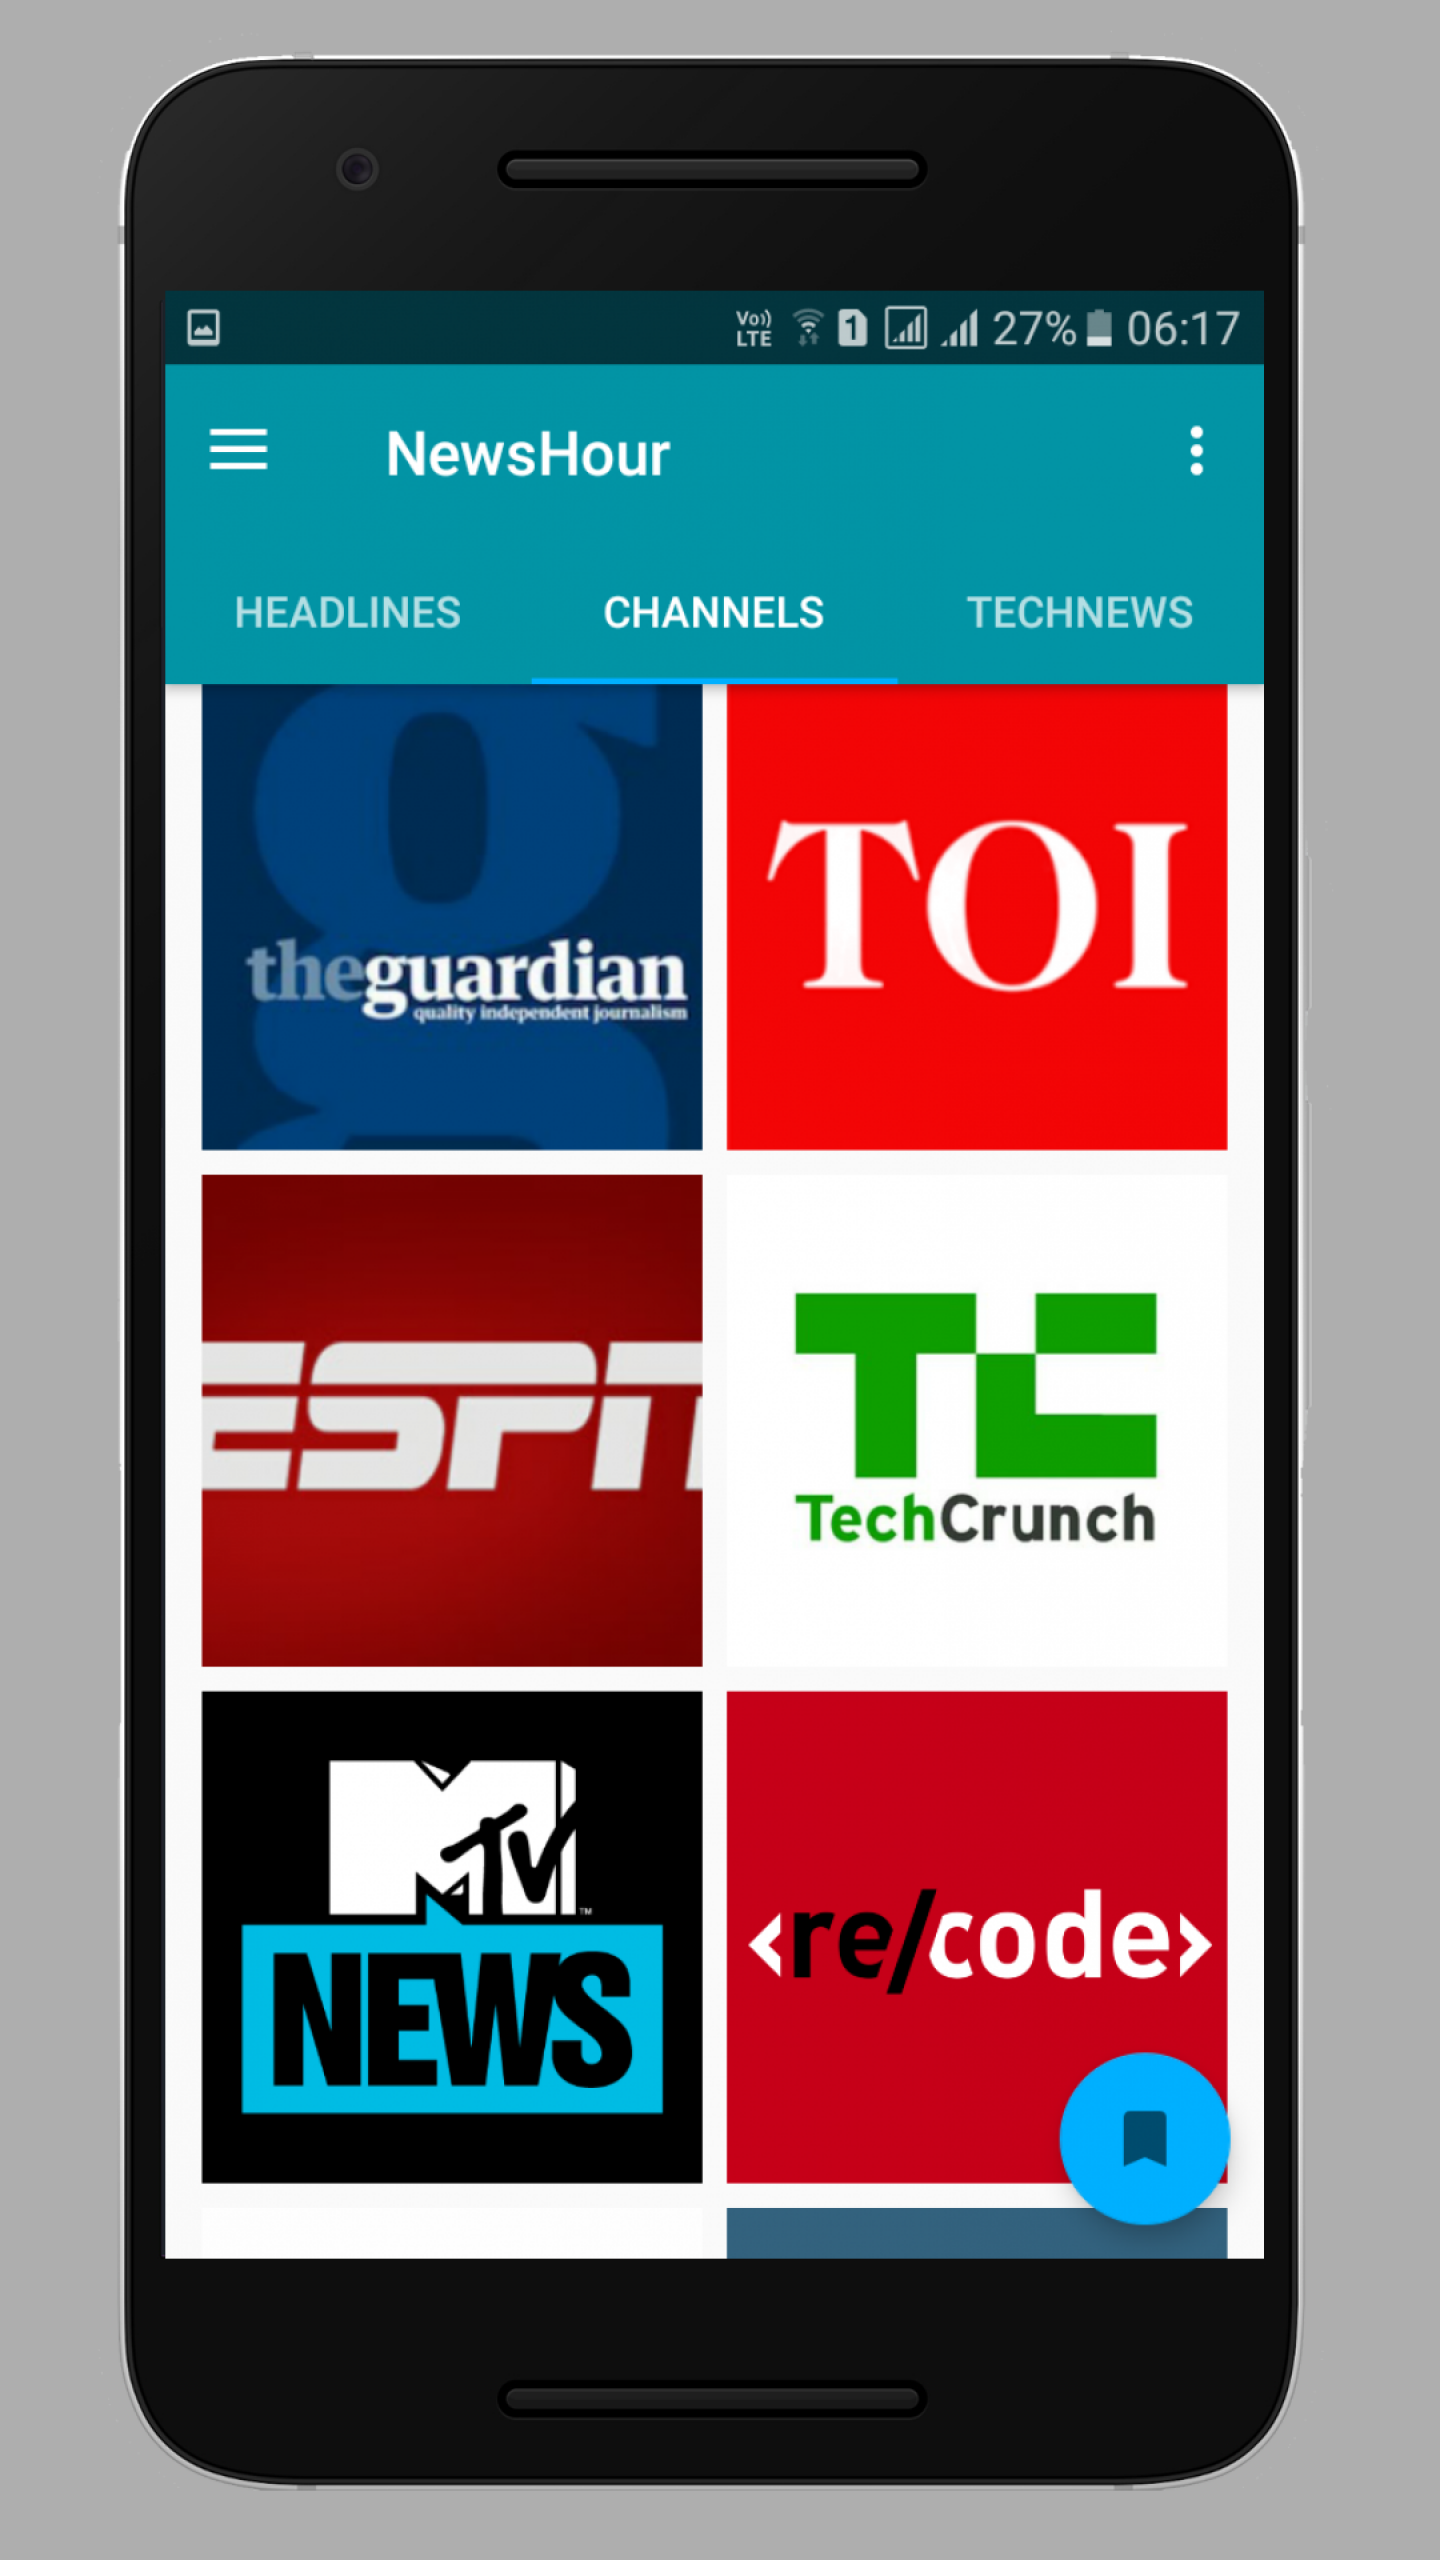 Vo)) LTE 1 27% 06:17
NewsHour
HEADLINES CHANNELS TECHNEWS
theguardian
quality independent journalism
TOI
ESPN
TC
TechCrunch
MTV
NEWS
<re/code>